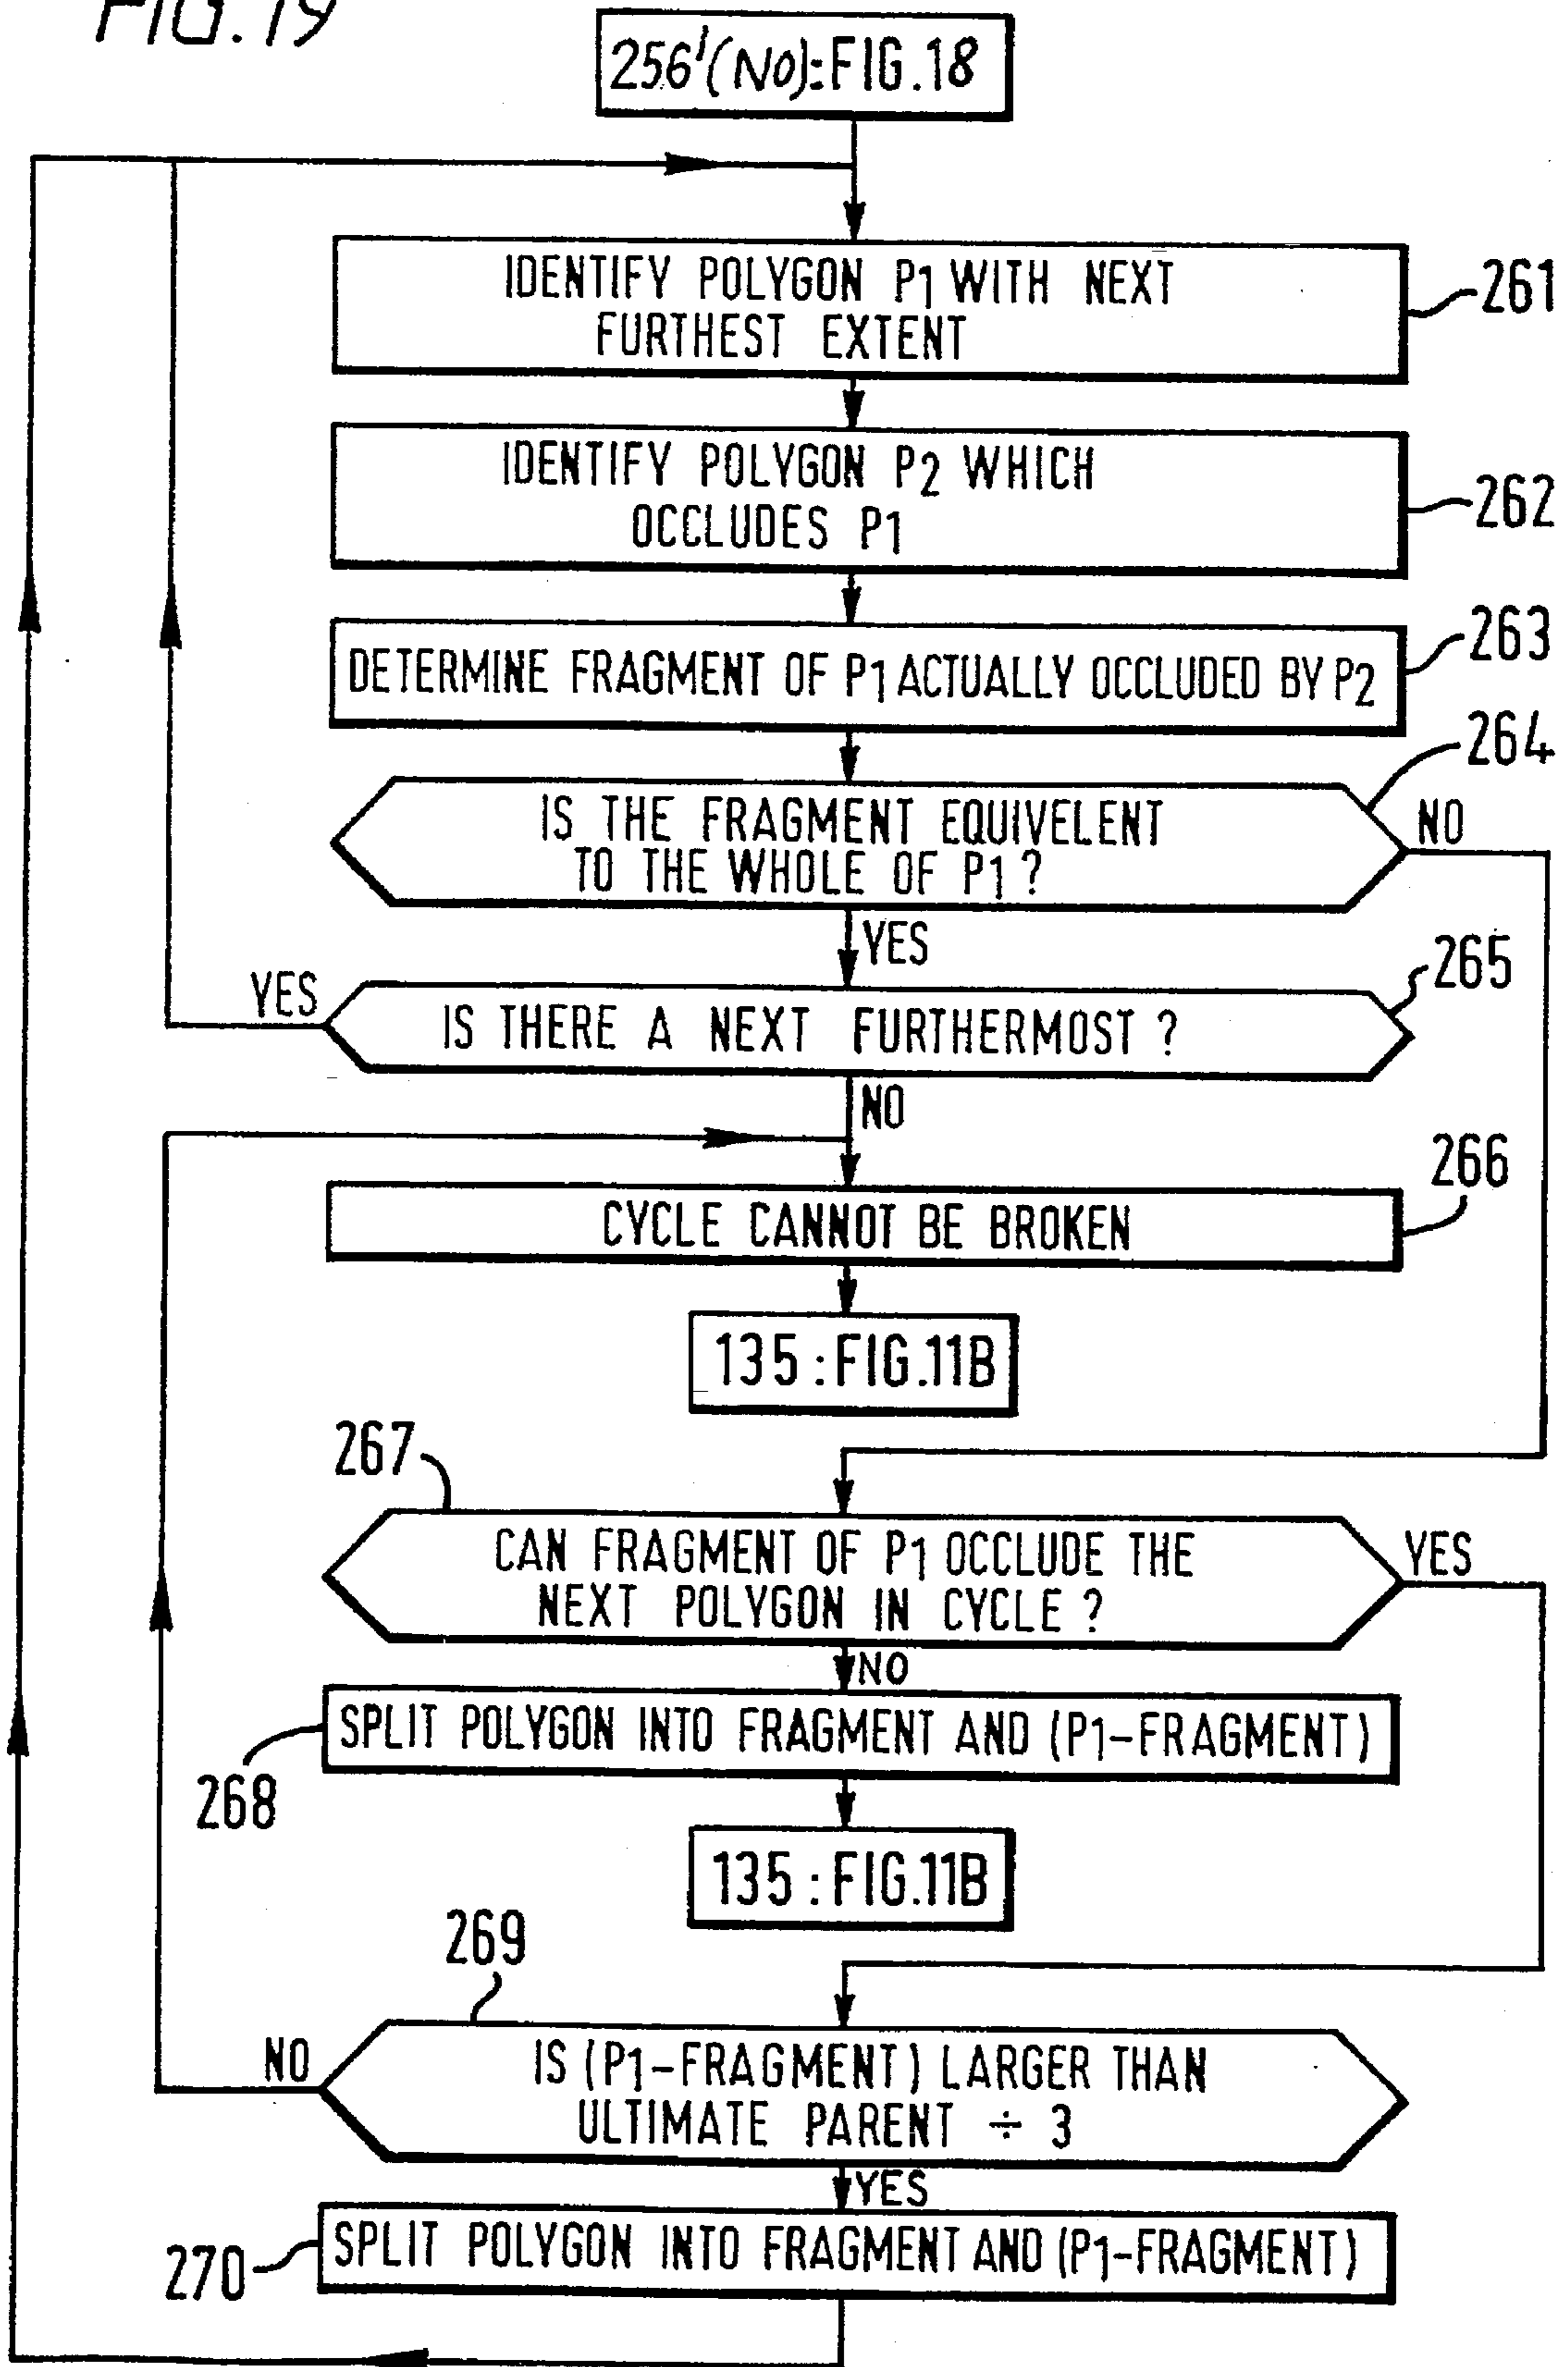 FIG. 19
256'(NO):FIG.18
IDENTIFY POLYGON P1 WITH NEXT
FURTHEST EXTENT
261
IDENTIFY POLYGON P2 WHICH
OCCLUDES P1
262
DETERMINE FRAGMENT OF P1 ACTUALLY OCCLUDED BY P2
263
264
IS THE FRAGMENT EQUIVELENT
TO THE WHOLE OF P1 ?
NO
YES
265
YES
IS THERE A NEXT FURTHERMOST ?
NO
266
CYCLE CANNOT BE BROKEN
135 : FIG.11B
267
CAN FRAGMENT OF P1 OCCLUDE THE
NEXT POLYGON IN CYCLE ?
YES
NO
SPLIT POLYGON INTO FRAGMENT AND (P1-FRAGMENT)
268
135 : FIG.11B
269
NO
IS (P1-FRAGMENT) LARGER THAN
ULTIMATE PARENT ÷ 3
YES
SPLIT POLYGON INTO FRAGMENT AND (P1-FRAGMENT)
270